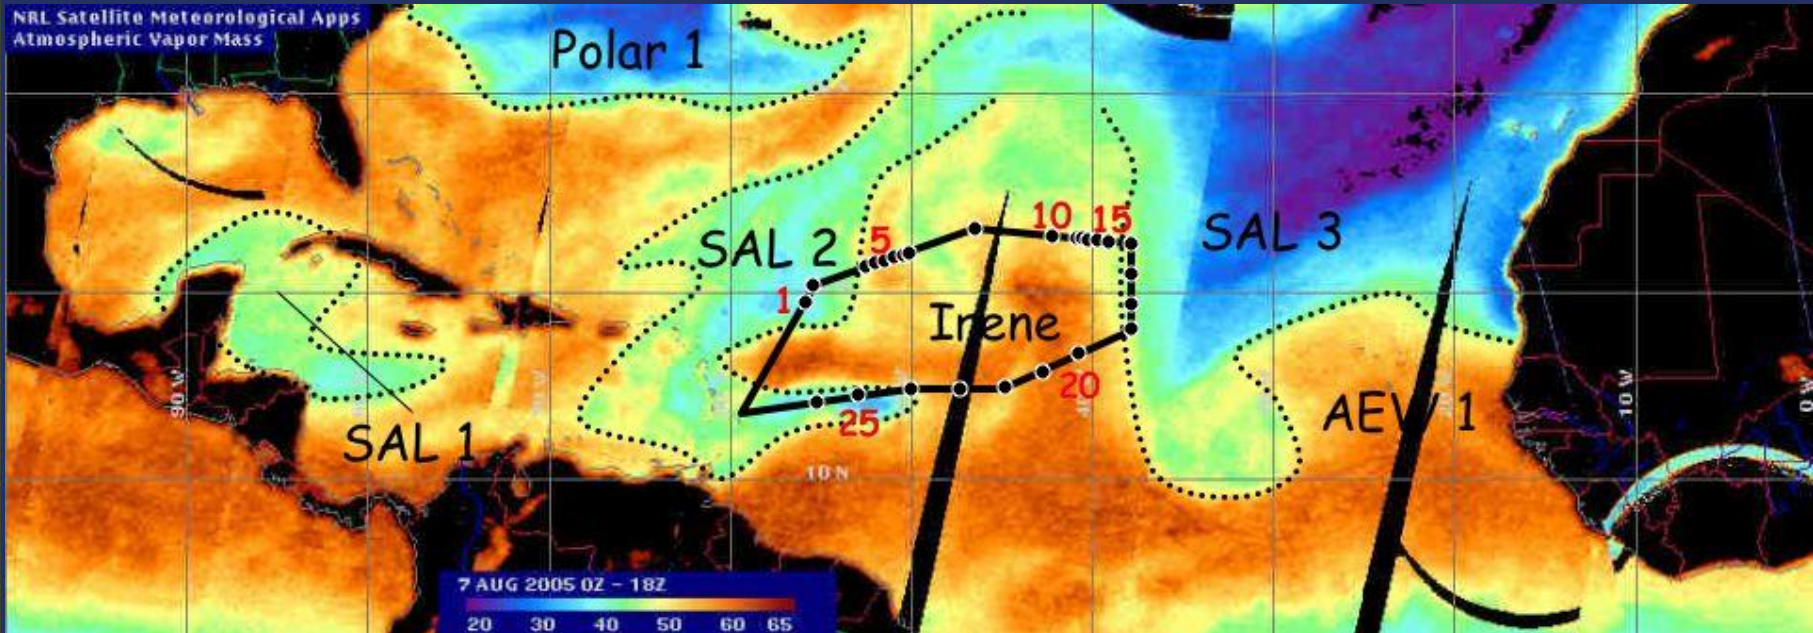 NRL Satellite Meteorological Apps
Atmospheric Vapor Mass
Polar 1
10 15
5
SAL 2
SAL 3
1
Irene
20
90 W
10 W
0 W
AEW 1
25
SAL 1
10 N
7 AUG 2005 0Z - 18Z
20 30 40 50 60 65